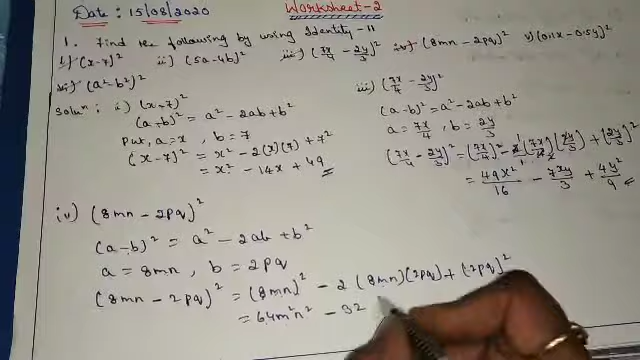 Date : 15/08/2020
Worksheet-2
1. Find the following by using Identity - II
i) (x-7)² ii) (5a-4b)² iii) (7x/4 - 2y/3)² iv) (8mn - 2pq)² v) (0.1x - 0.5y)²
vi) (a² - b²)²
Soluⁿ: i) (x-7)²
(a-b)² = a² - 2ab + b²
Put, a = x , b = 7
(x-7)² = x² - 2(x)(7) + 7²
= x² - 14x + 49
iii) (7x/4 - 2y/3)²
(a-b)² = a² - 2ab + b²
a = 7x/4 , b = 2y/3
(7x/4 - 2y/3)² = (7x/4)² - 2(7x/4)(2y/3) + (2y/3)²
= 49x²/16 - 7xy/3 + 4y²/9
iv) (8mn - 2pq)²
(a-b)² = a² - 2ab + b²
a = 8mn , b = 2pq
(8mn - 2pq)² = (8mn)² - 2 (8mn)(2pq) + (2pq)²
= 64m²n² - 32